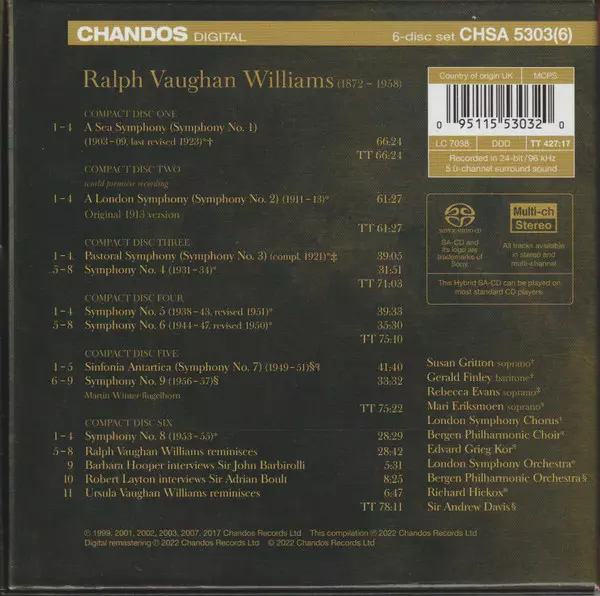 CHANDOS DIGITAL
6-disc set CHSA 5303(6)
Ralph Vaughan Williams (1872 – 1958)
COMPACT DISC ONE
1–4 A Sea Symphony (Symphony No. 1)
(1903–09, last revised 1923)*† 66:24
TT 66:24
COMPACT DISC TWO
world premiere recording
1–4 A London Symphony (Symphony No. 2) (1911–13)* 61:27
Original 1913 version
TT 61:27
COMPACT DISC THREE
1–4 Pastoral Symphony (Symphony No. 3) (compl. 1921)*‡ 39:05
5–8 Symphony No. 4 (1931–34)* 31:51
TT 71:03
COMPACT DISC FOUR
1–4 Symphony No. 5 (1938–43, revised 1951)* 39:33
5–8 Symphony No. 6 (1944–47, revised 1950)* 35:30
TT 75:10
COMPACT DISC FIVE
1–5 Sinfonia Antartica (Symphony No. 7) (1949–51)§¶ 41:40
6–9 Symphony No. 9 (1956–57)§ 33:32
Martin Winter flugelhorn
TT 75:22
COMPACT DISC SIX
1–4 Symphony No. 8 (1953–55)* 28:29
5–8 Ralph Vaughan Williams reminisces 28:42
9 Barbara Hooper interviews Sir John Barbirolli 5:31
10 Robert Layton interviews Sir Adrian Boult 8:25
11 Ursula Vaughan Williams reminisces 6:47
TT 78:11
Country of origin UK MCPS
0 95115 53032 0
LC 7038 DDD TT 427:17
Recorded in 24-bit/96 kHz
5.0-channel surround sound
SUPER AUDIO CD
SA-CD and
its logo are
trademarks of
Sony.
Multi-ch
Stereo
All tracks available
in stereo and
multi-channel
This Hybrid SA-CD can be played on
most standard CD players.
Susan Gritton soprano†
Gerald Finley baritone†
Rebecca Evans soprano‡
Mari Eriksmoen soprano¶
London Symphony Chorus†
Bergen Philharmonic Choir¶
Edvard Grieg Kor¶
London Symphony Orchestra*
Bergen Philharmonic Orchestra§
Richard Hickox*
Sir Andrew Davis§
℗ 1999, 2001, 2002, 2003, 2007, 2017 Chandos Records Ltd This compilation ℗ 2022 Chandos Records Ltd
Digital remastering ℗ 2022 Chandos Records Ltd © 2022 Chandos Records Ltd